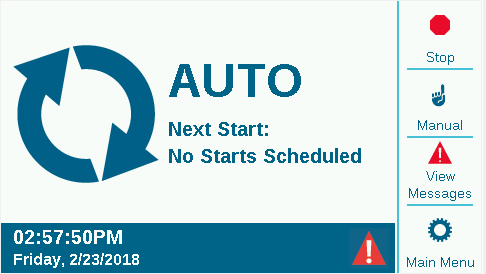 AUTO
Next Start:
No Starts Scheduled
02:57:50PM
Friday, 2/23/2018
Stop
Manual
View
Messages
Main Menu